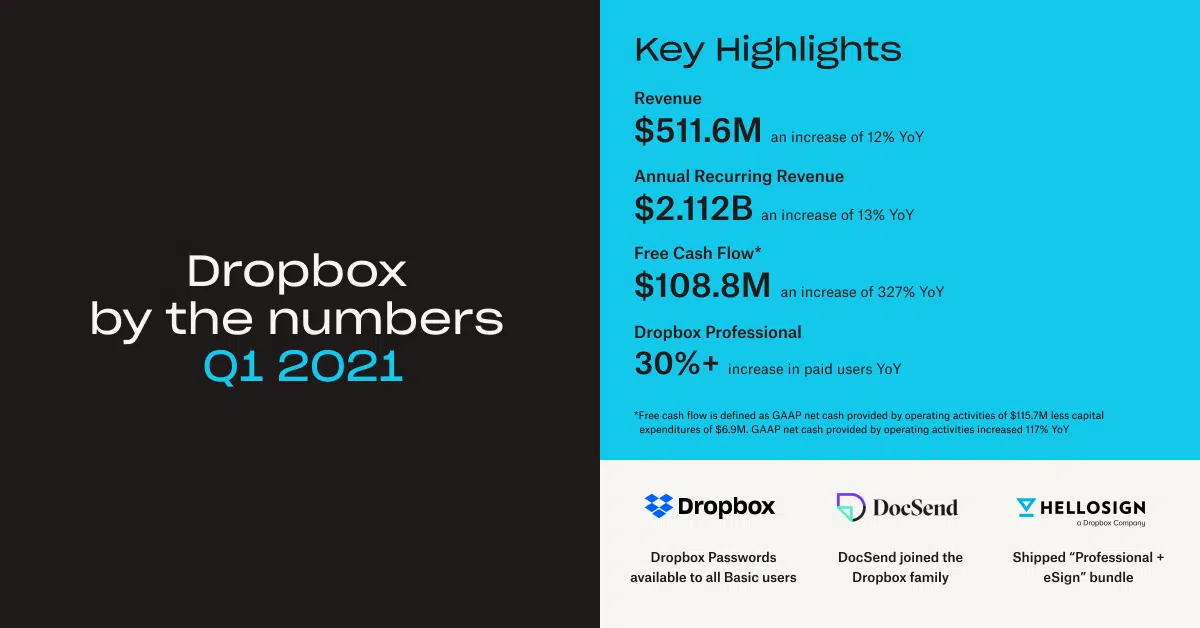 Dropbox
by the numbers
Q1 2021
Key Highlights
Revenue
$511.6M an increase of 12% YoY
Annual Recurring Revenue
$2.112B an increase of 13% YoY
Free Cash Flow*
$108.8M an increase of 327% YoY
Dropbox Professional
30%+ increase in paid users YoY
*Free cash flow is defined as GAAP net cash provided by operating activities of $115.7M less capital
expenditures of $6.9M. GAAP net cash provided by operating activities increased 117% YoY
Dropbox
Dropbox Passwords
available to all Basic users
DocSend
DocSend joined the
Dropbox family
HELLOSIGN
a Dropbox Company
Shipped “Professional +
eSign” bundle